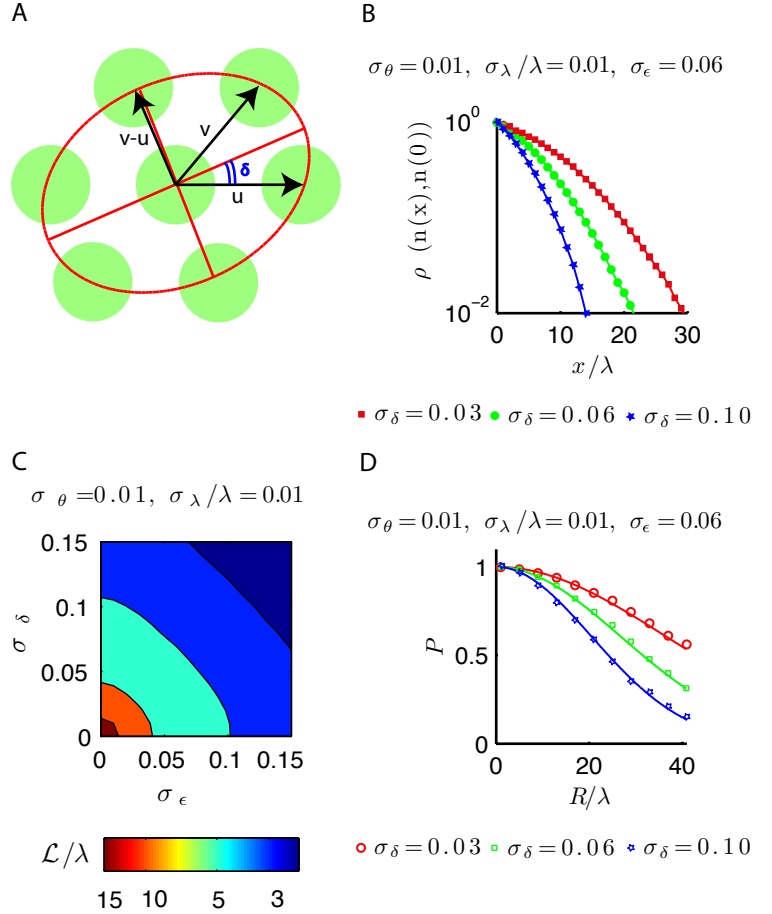 A
v-u
v
δ
u
B
σ_θ = 0.01, σ_λ/λ = 0.01, σ_ϵ = 0.06
ρ (n(x),n(0))
10^0
10^-2
0 10 20 30
x/λ
σ_δ = 0.03 σ_δ = 0.06 σ_δ = 0.10
C
σ_θ = 0.01, σ_λ/λ = 0.01
σ_δ
0.15
0.1
0.05
0
0 0.05 0.1 0.15
σ_ϵ
ℒ/λ
15 10 5 3
D
σ_θ = 0.01, σ_λ/λ = 0.01, σ_ϵ = 0.06
P
1
0.5
0
0 20 40
R/λ
σ_δ = 0.03 σ_δ = 0.06 σ_δ = 0.10